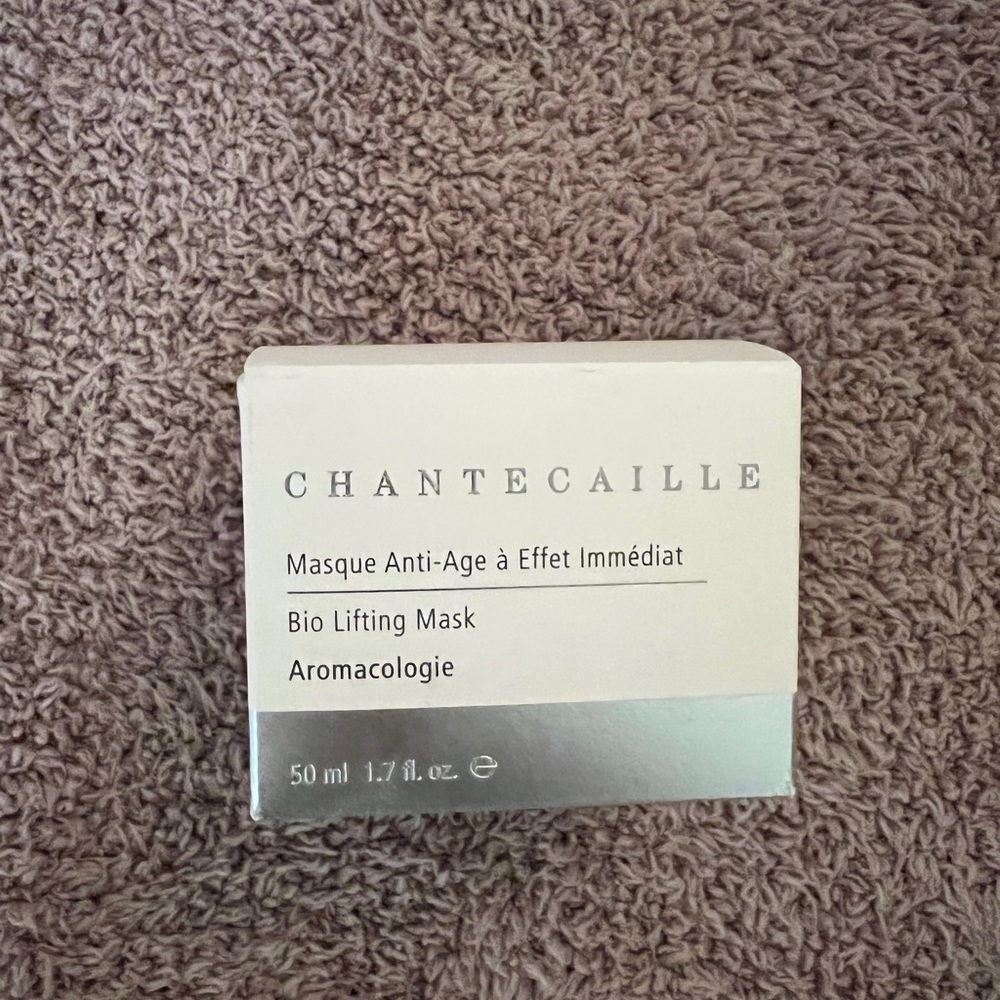 CHANTECAILLE
Masque Anti-Age à Effet Immédiat
Bio Lifting Mask
Aromacologie
50 ml 1.7 fl. oz. ℮